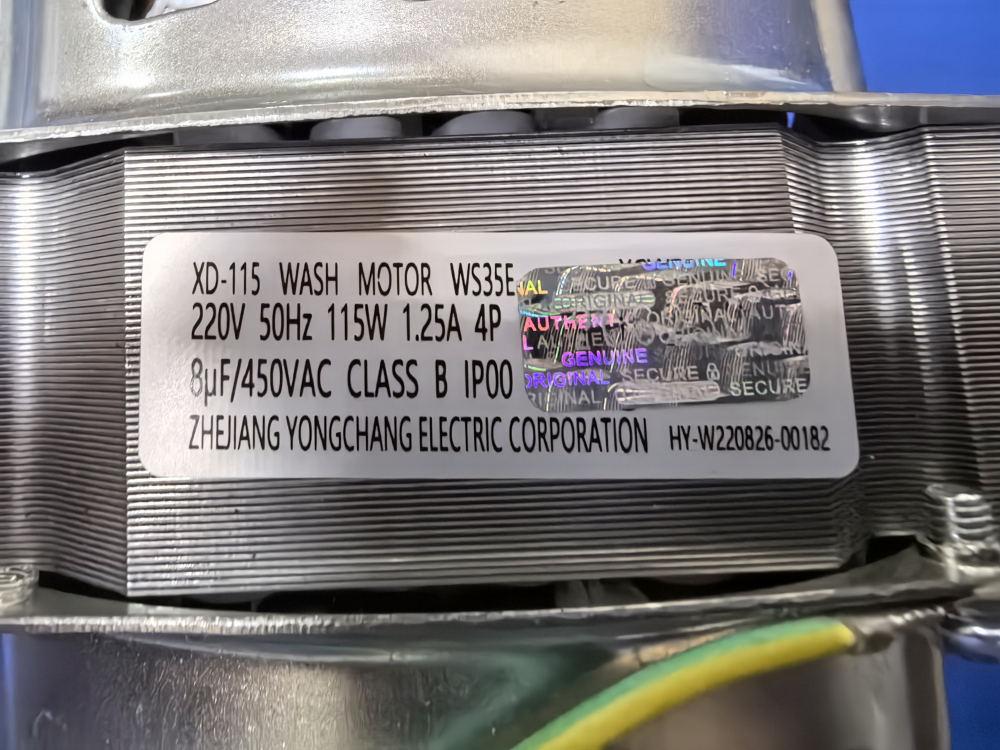 XD-115 WASH MOTOR WS35E
220V 50Hz 115W 1.25A 4P
8μF/450VAC CLASS B IP00
ZHEJIANG YONGCHANG ELECTRIC CORPORATION HY-W220826-00182
GENUINE
ORIGINAL
AUTHENT
GENUINE
ORIGINAL SECURE
SECURE